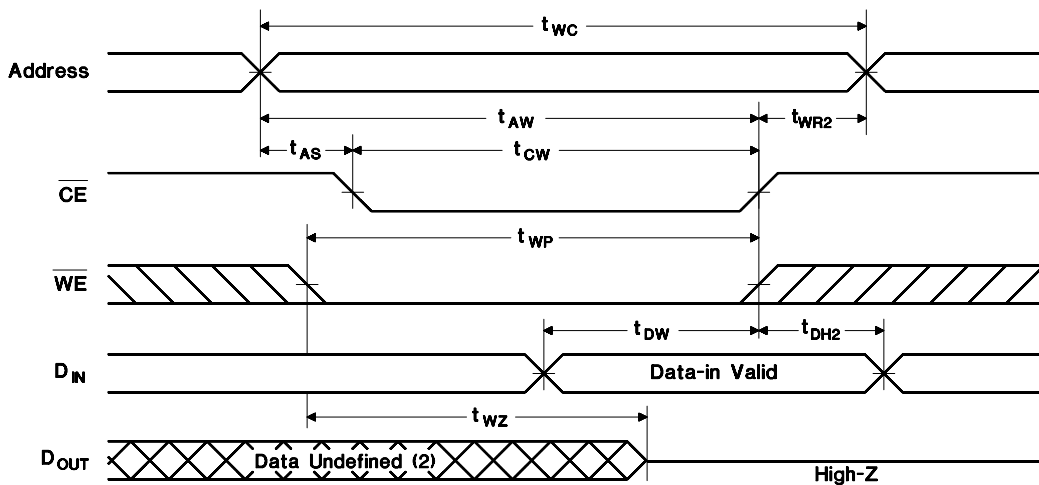 tWC
Address
tAW
tWR2
tAS
tCW
CE
tWP
WE
tDW
tDH2
DIN
Data-in Valid
tWZ
DOUT
Data Undefined (2)
High-Z